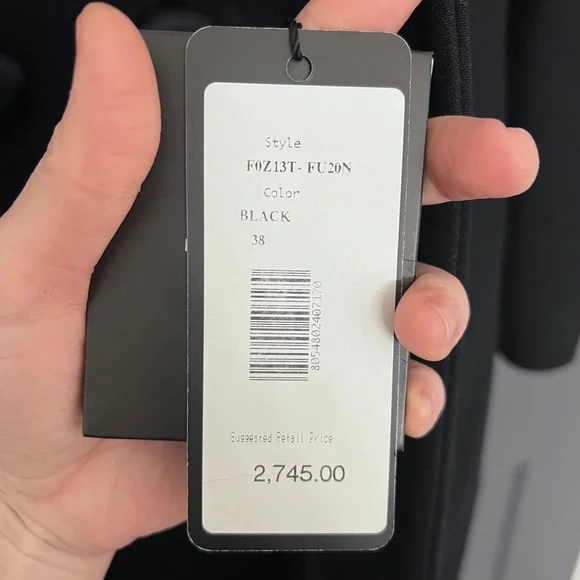 Style
F0Z13T- FU20N
Color
BLACK
38
8054802407170
Suggested Retail Price
2,745.00